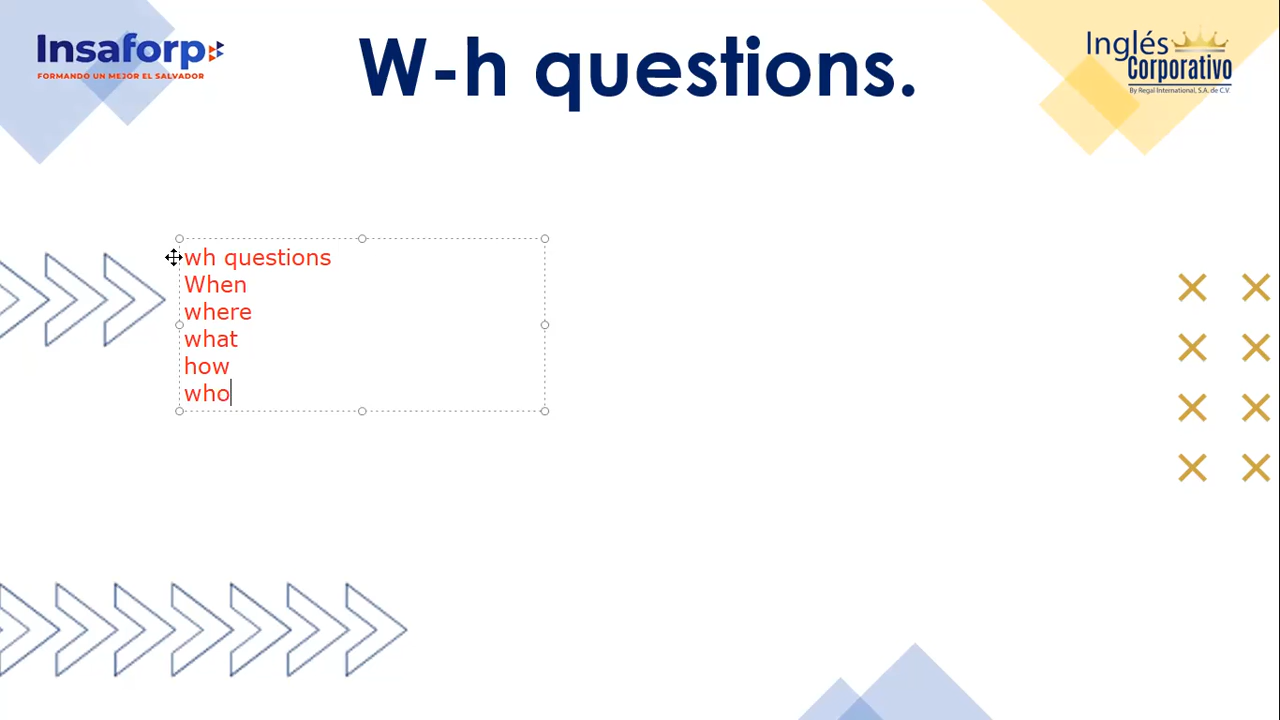 Insaforp
FORMANDO UN MEJOR EL SALVADOR
W-h questions.
Inglés
Corporativo
By Regal International, S.A. de C.V.
wh questions
When
where
what
how
who